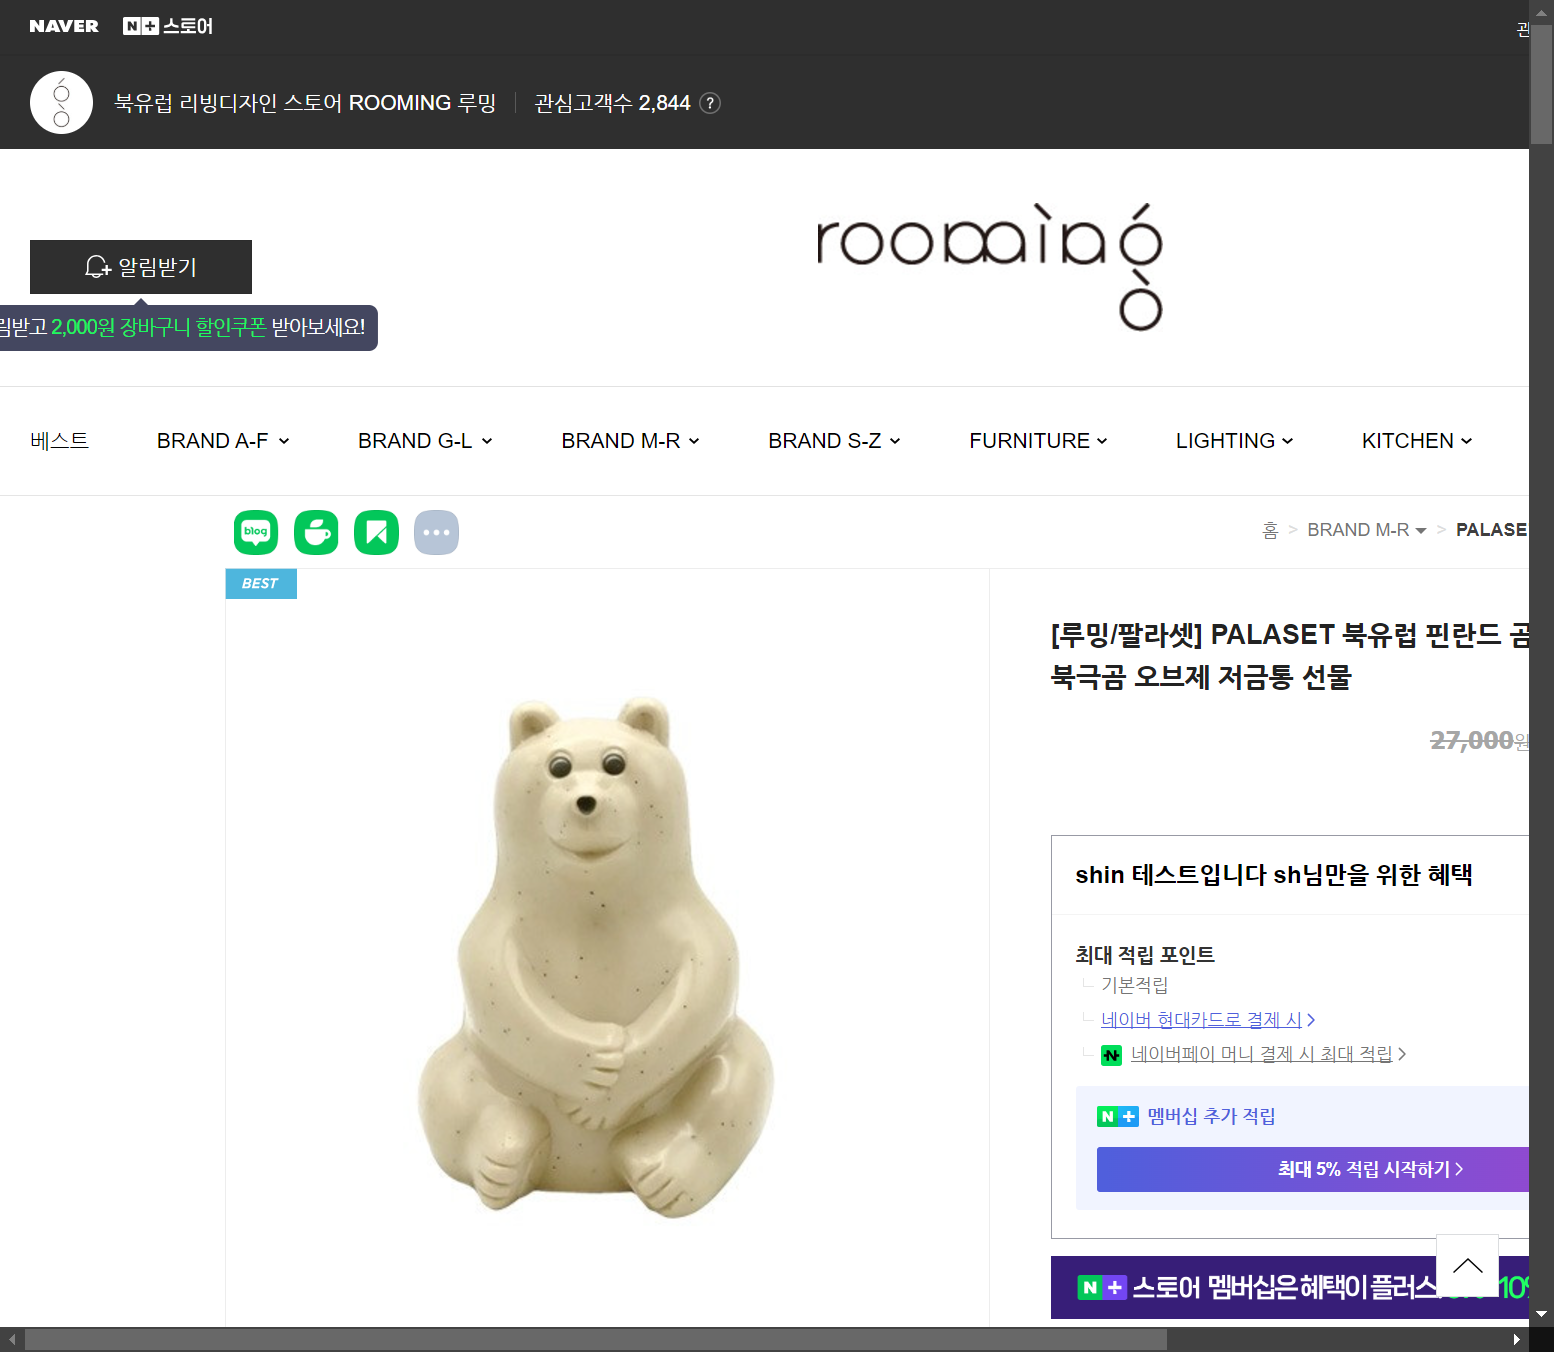 NAVER N+스토어
북유럽 리빙디자인 스토어 ROOMING 루밍 관심고객수 2,844 ?
rooming
알림받기
림받고 2,000원 장바구니 할인쿠폰 받아보세요!
베스트 BRAND A-F BRAND G-L BRAND M-R BRAND S-Z FURNITURE LIGHTING KITCHEN
blog
홈 > BRAND M-R > PALASE
BEST
[루밍/팔라셋] PALASET 북유럽 핀란드 곰
북극곰 오브제 저금통 선물
27,000원
shin 테스트입니다 sh님만을 위한 혜택
최대 적립 포인트
기본적립
네이버 현대카드로 결제 시
네이버페이 머니 결제 시 최대 적립
N+ 멤버십 추가 적립
최대 5% 적립 시작하기
N+ 스토어 멤버십은 혜택이 플러스 10%